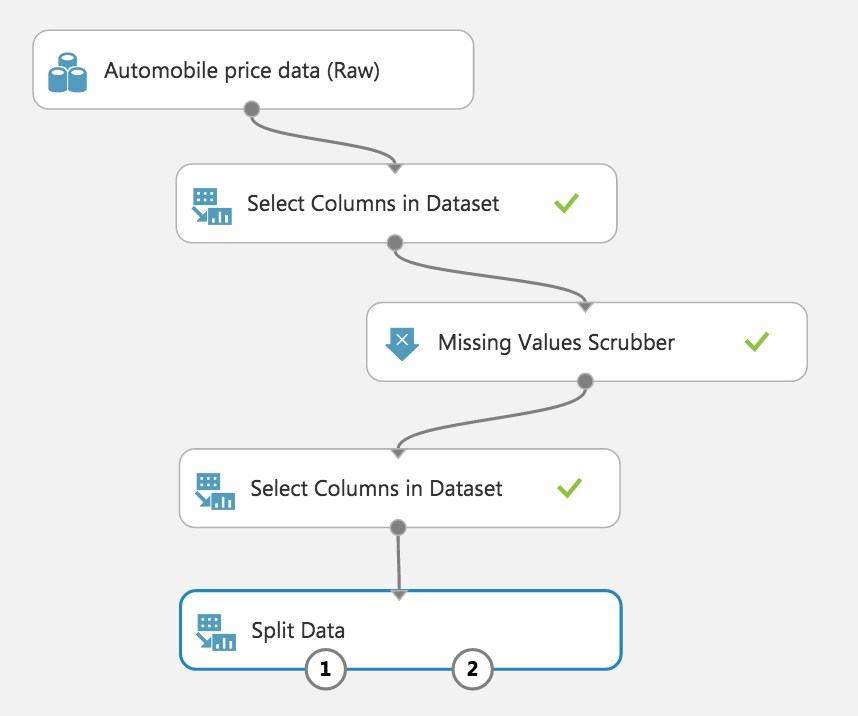 Automobile price data (Raw)
Select Columns in Dataset
Missing Values Scrubber
Select Columns in Dataset
Split Data
1 2